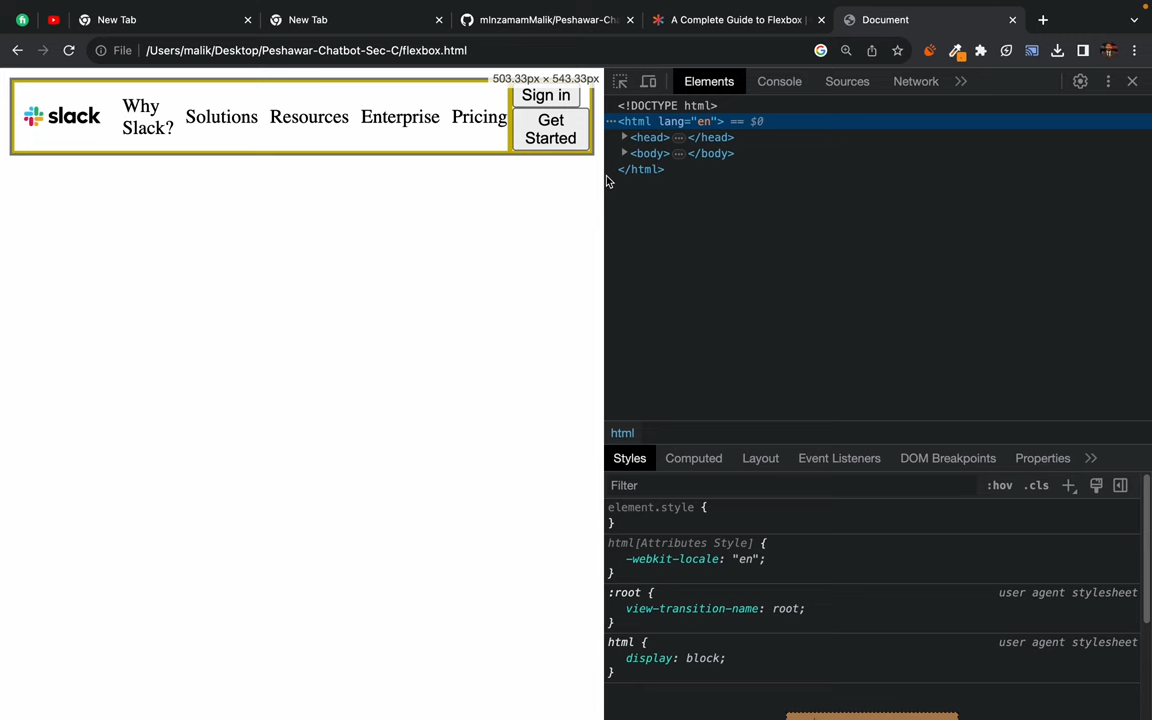 New Tab
New Tab
mInzamamMalik/Peshawar-Cha
A Complete Guide to Flexbox |
Document
File
/Users/malik/Desktop/Peshawar-Chatbot-Sec-C/flexbox.html
503.33px × 543.33px
slack
Why
Slack?
Solutions
Resources
Enterprise
Pricing
Sign in
Get
Started
Elements
Console
Sources
Network
<!DOCTYPE html>
<html lang="en"> == $0
<head> ⋯ </head>
<body> ⋯ </body>
</html>
html
Styles
Computed
Layout
Event Listeners
DOM Breakpoints
Properties
Filter
:hov
.cls
element.style {
}
html[Attributes Style] {
-webkit-locale: "en";
}
:root {
user agent stylesheet
view-transition-name: root;
}
html {
user agent stylesheet
display: block;
}